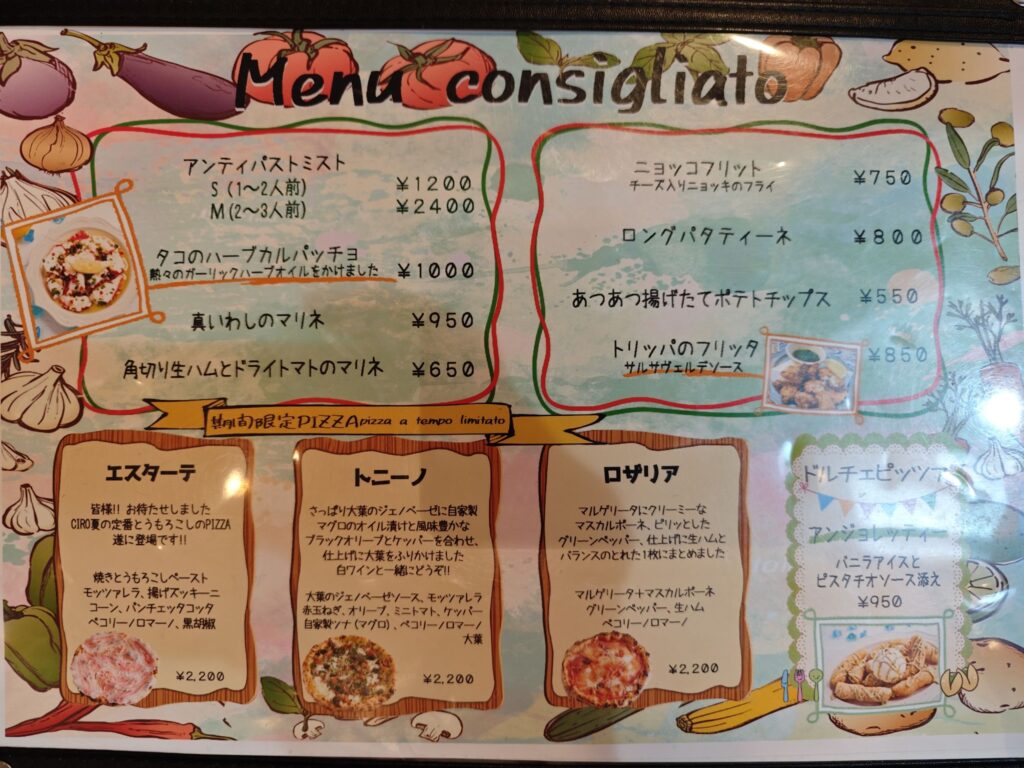 Menu consigliato
アンティパストミスト
S (1～2人前) ¥1200
M (2～3人前) ¥2400
タコのハーブカルパッチョ
熱々のガーリックハーブオイルをかけました ¥1000
真いわしのマリネ ¥950
角切り生ハムとドライトマトのマリネ ¥650
ニョッコフリット
チーズ入りニョッキのフライ ¥750
ロングパタティーネ ¥800
あつあつ揚げたてポテトチップス ¥550
トリッパのフリッタ
サルサヴェルデソース ¥850
期間限定PIZZA pizza a tempo limitato
エスターテ
皆様!! お待たせしました
CIRO夏の定番とうもろこしのPIZZA
遂に登場です!!
焼きとうもろこしペースト
モッツァレラ、揚げズッキーニ
コーン、パンチェッタコッタ
ペコリーノロマーノ、黒胡椒
¥2,200
トニーノ
さっぱり大葉のジェノベーゼに自家製
マグロのオイル漬けと風味豊かな
ブラックオリーブとケッパーを合わせ、
仕上げに大葉をふりかけました
白ワインと一緒にどうぞ!!
大葉のジェノベーゼソース、モッツァレラ
赤玉ねぎ、オリーブ、ミニトマト、ケッパー
自家製ツナ(マグロ)、ペコリーノロマーノ
大葉
¥2,200
ロザリア
マルゲリータにクリーミーな
マスカルポーネ、ピリッとした
グリーンペッパー、仕上げに生ハムと
バランスのとれた1枚にまとめました
マルゲリータ+マスカルポーネ
グリーンペッパー、生ハム
ペコリーノロマーノ
¥2,200
ドルチェピッツァ
アンジョレッティー
バニラアイスと
ピスタチオソース添え
¥950